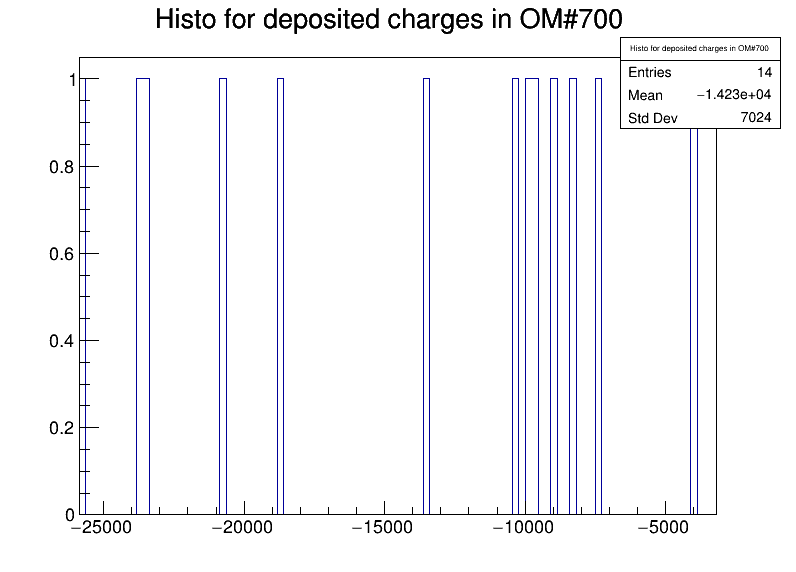 Histo for deposited charges in OM#700
Histo for deposited charges in OM#700
Entries 14
Mean −1.423e+04
Std Dev 7024
1
0.8
0.6
0.4
0.2
0
−25000 −20000 −15000 −10000 −5000